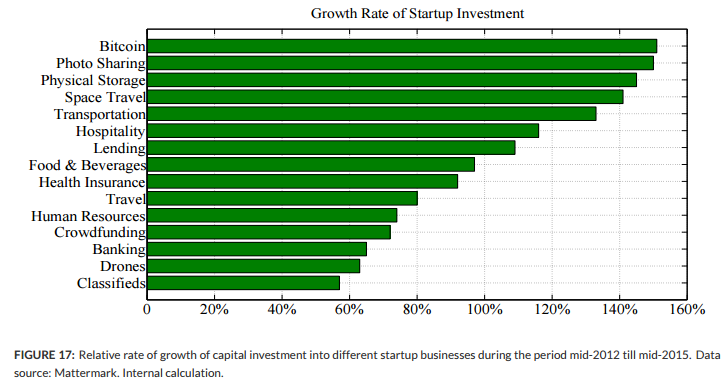 Growth Rate of Startup Investment
Bitcoin
Photo Sharing
Physical Storage
Space Travel
Transportation
Hospitality
Lending
Food & Beverages
Health Insurance
Travel
Human Resources
Crowdfunding
Banking
Drones
Classifieds
0 20% 40% 60% 80% 100% 120% 140% 160%
FIGURE 17: Relative rate of growth of capital investment into different startup businesses during the period mid-2012 till mid-2015. Data
source: Mattermark. Internal calculation.